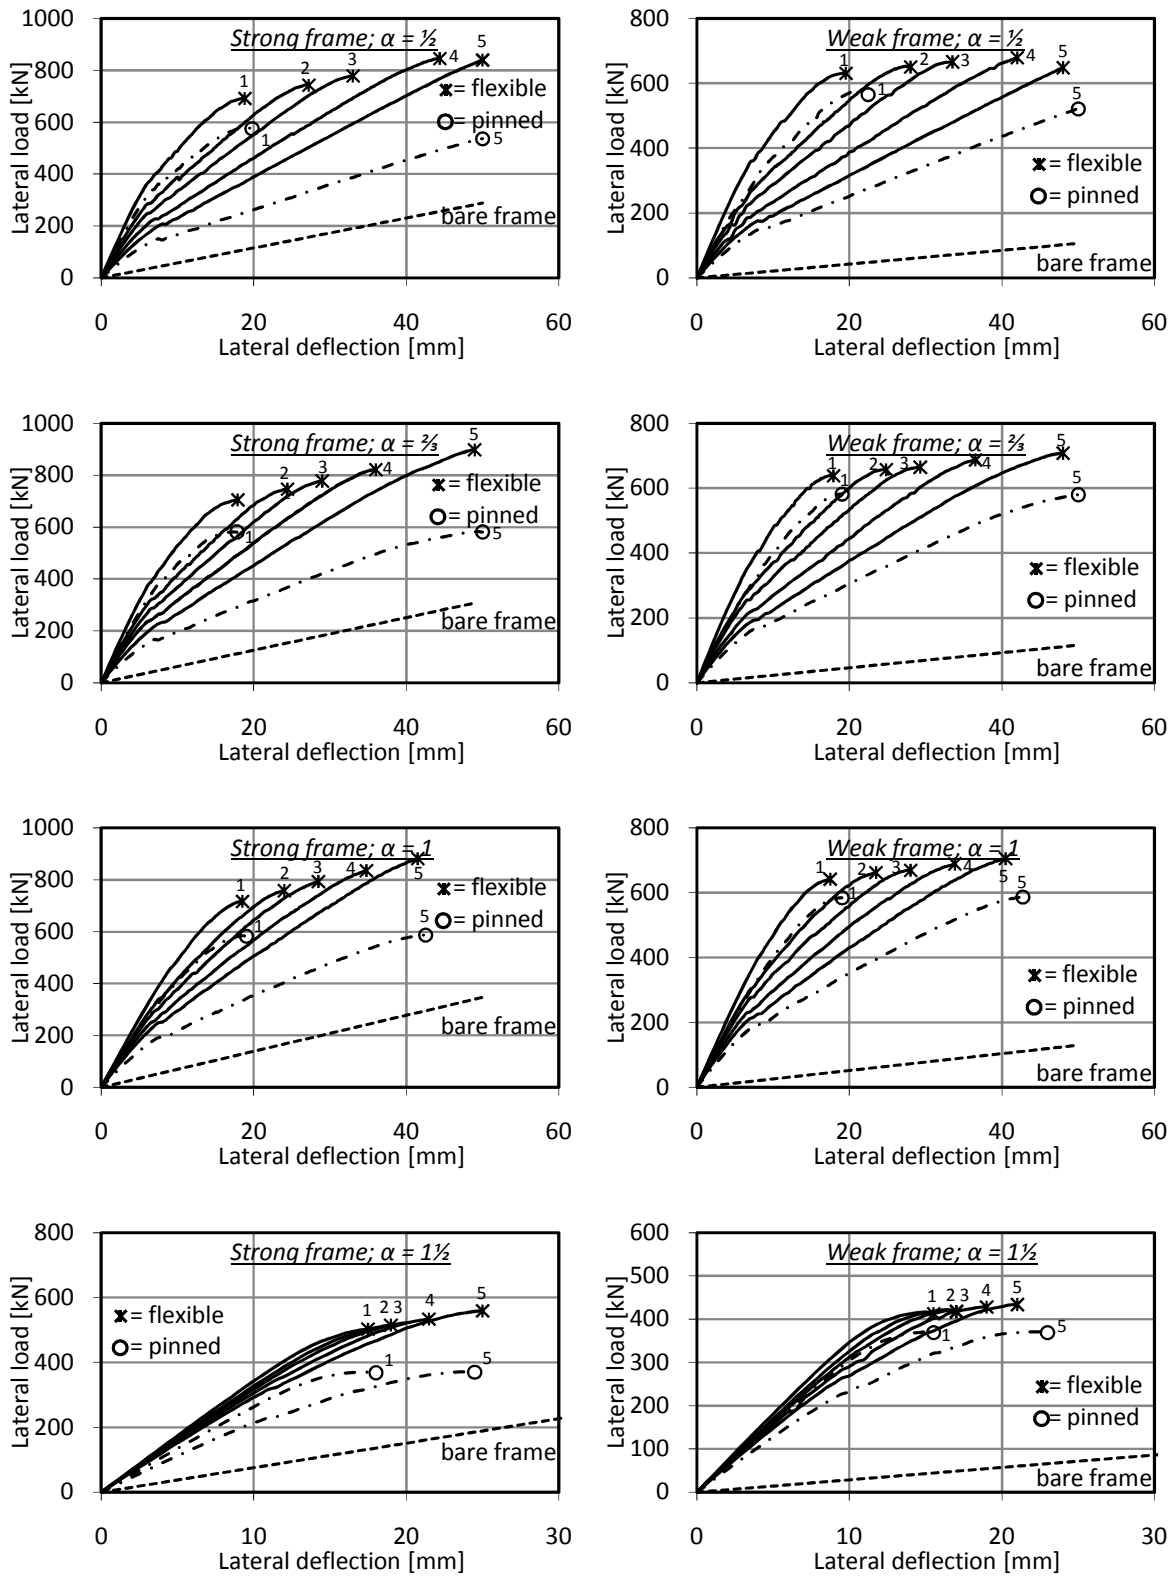 Strong frame; α = ½
Lateral load [kN]
1000
800
600
400
200
0
1
2
3
4
5
= flexible
= pinned
1
5
bare frame
0
20
40
60
Lateral deflection [mm]
Weak frame; α = ½
Lateral load [kN]
800
600
400
200
0
1
2
3
4
5
1
5
= flexible
= pinned
bare frame
0
20
40
60
Lateral deflection [mm]
Strong frame; α = ⅔
Lateral load [kN]
1000
800
600
400
200
0
2
3
4
5
= flexible
= pinned
1
5
bare frame
0
20
40
60
Lateral deflection [mm]
Weak frame; α = ⅔
Lateral load [kN]
800
600
400
200
0
1
2
3
4
5
1
5
= flexible
= pinned
bare frame
0
20
40
60
Lateral deflection [mm]
Strong frame; α = 1
Lateral load [kN]
1000
800
600
400
200
0
1
2
3
4
5
= flexible
= pinned
1
5
bare frame
0
20
40
60
Lateral deflection [mm]
Weak frame; α = 1
Lateral load [kN]
800
600
400
200
0
1
2
3
4
5
1
5
= flexible
= pinned
bare frame
0
20
40
60
Lateral deflection [mm]
Strong frame; α = 1½
Lateral load [kN]
800
600
400
200
0
= flexible
= pinned
1
2
3
4
5
1
5
bare frame
0
10
20
30
Lateral deflection [mm]
Weak frame; α = 1½
Lateral load [kN]
600
500
400
300
200
100
0
1
2
3
4
5
1
5
= flexible
= pinned
bare frame
0
10
20
30
Lateral deflection [mm]